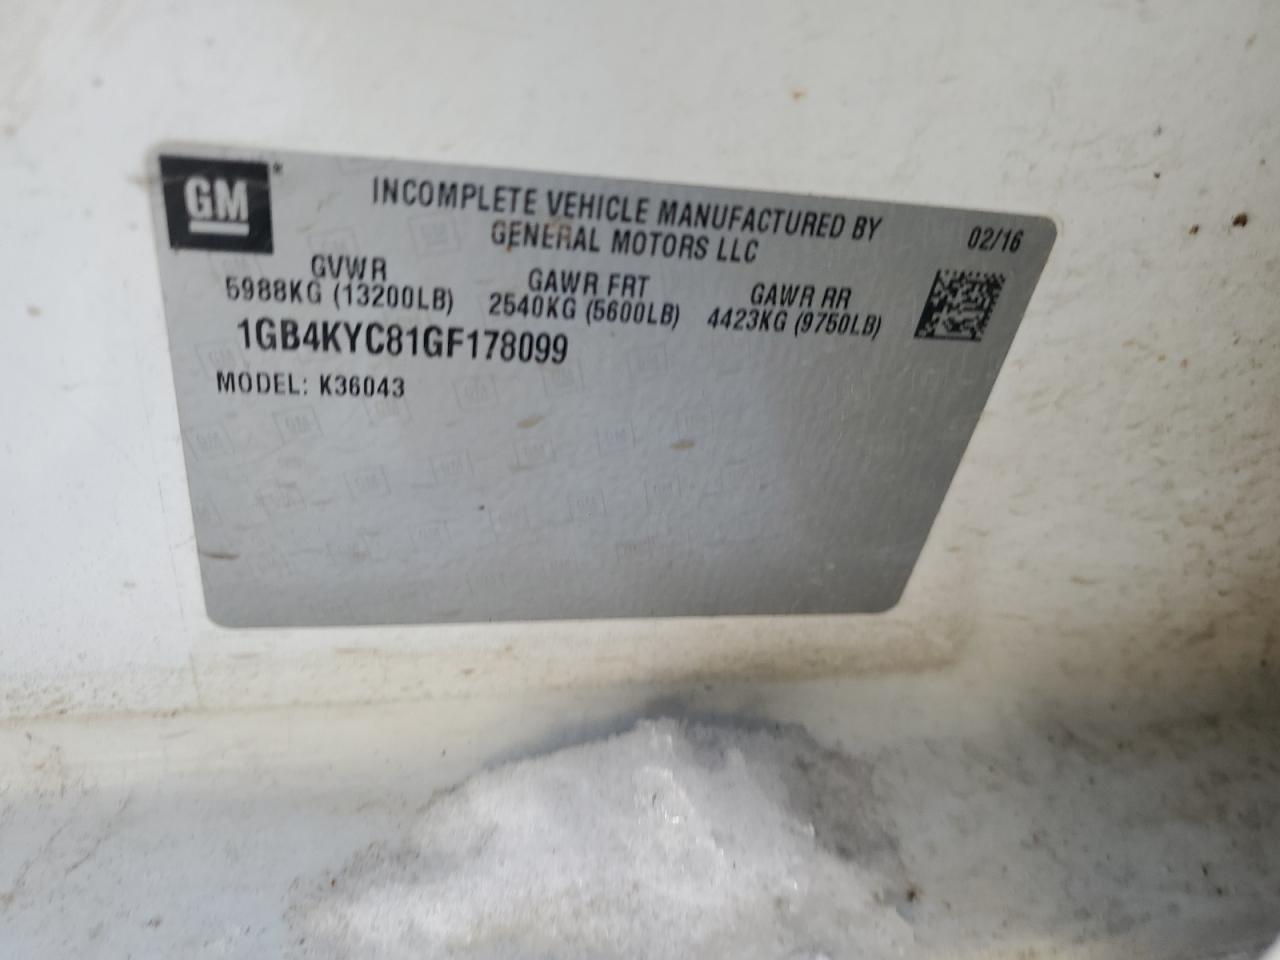 GM
INCOMPLETE VEHICLE MANUFACTURED BY
GENERAL MOTORS LLC
02/16
GVWR
5988KG (13200LB)
GAWR FRT
2540KG (5600LB)
GAWR RR
4423KG (9750LB)
1GB4KYC81GF178099
MODEL: K36043